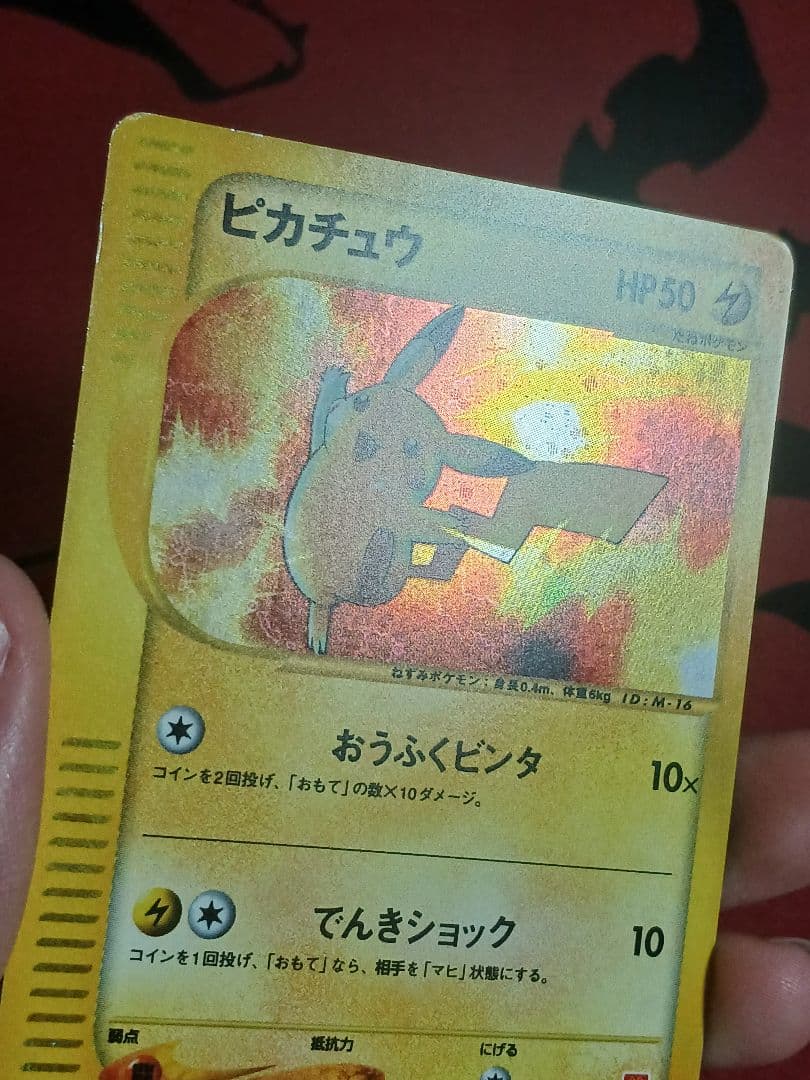 ピカチュウ
HP50
たねポケモン
ねずみポケモン：身長0.4m、体重6kg ID:M-16
おうふくビンタ 10×
コインを2回投げ、「おもて」の数×10ダメージ。
でんきショック 10
コインを1回投げ、「おもて」なら、相手を「マヒ」状態にする。
弱点 抵抗力 にげる